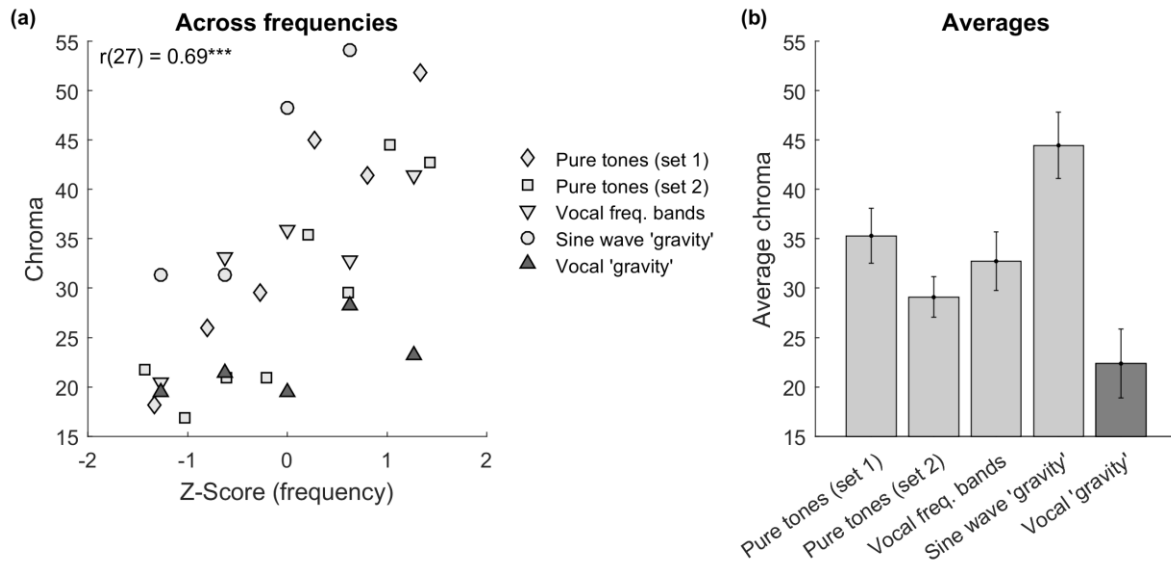 (a)
Across frequencies
r(27) = 0.69***
55
50
45
40
35
30
25
20
15
Chroma
-2
-1
0
1
2
Z-Score (frequency)
Pure tones (set 1)
Pure tones (set 2)
Vocal freq. bands
Sine wave 'gravity'
Vocal 'gravity'
(b)
Averages
55
50
45
40
35
30
25
20
15
Average chroma
Pure tones (set 1)
Pure tones (set 2)
Vocal freq. bands
Sine wave 'gravity'
Vocal 'gravity'